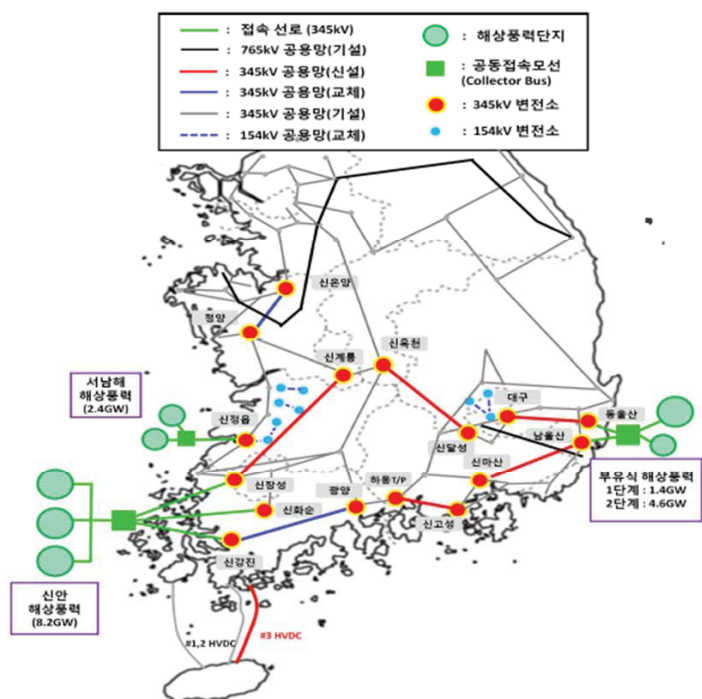 : 접속 선로 (345kV)
: 765kV 공용망(기설)
: 345kV 공용망(신설)
: 345kV 공용망(교체)
: 345kV 공용망(기설)
: 154kV 공용망(교체)
: 해상풍력단지
: 공동접속모선
(Collector Bus)
: 345kV 변전소
: 154kV 변전소
신온양
청양
신계룡
신옥천
서남해
해상풍력
(2.4GW)
신정읍
대구
동울산
신달성
남울산
신장성
광양
하동T/P
신마산
부유식 해상풍력
1단계 : 1.4GW
2단계 : 4.6GW
신화순
신고성
신강진
신안
해상풍력
(8.2GW)
#1,2 HVDC
#3 HVDC